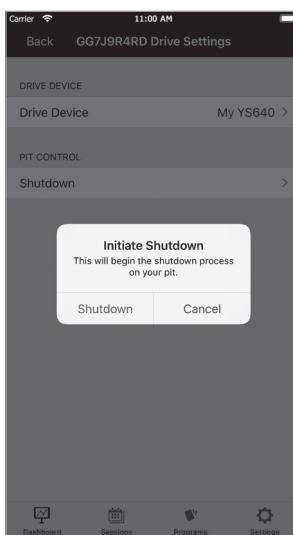 Carrier 11:00 AM
Back GG7J9R4RD Drive Settings
DRIVE DEVICE
Drive Device My YS640 >
PIT CONTROL
Shutdown >
Initiate Shutdown
This will begin the shutdown process
on your pit.
Shutdown Cancel
Dashboard Sessions Programs Settings